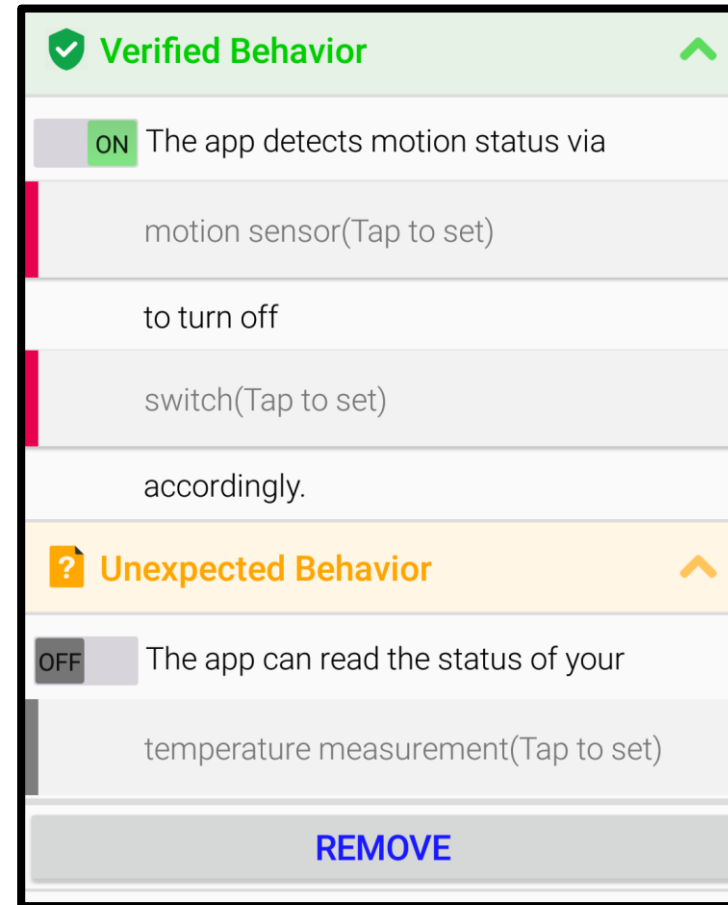 Verified Behavior
ON The app detects motion status via
motion sensor(Tap to set)
to turn off
switch(Tap to set)
accordingly.
? Unexpected Behavior
OFF The app can read the status of your
temperature measurement(Tap to set)
REMOVE